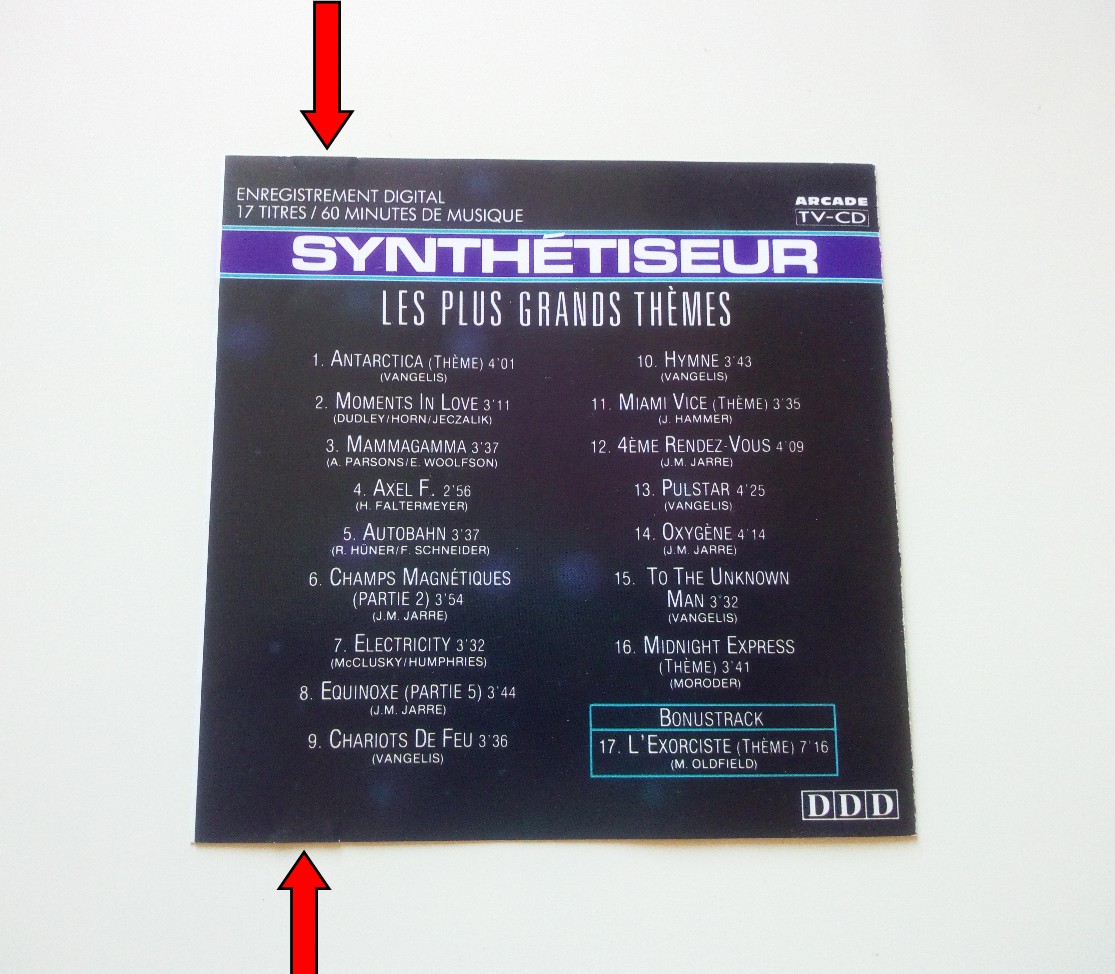 ENREGISTREMENT DIGITAL
17 TITRES / 60 MINUTES DE MUSIQUE
ARCADE
TV-CD
SYNTHÉTISEUR
LES PLUS GRANDS THÈMES
1. ANTARCTICA (THÈME) 4'01
(VANGELIS)
2. MOMENTS IN LOVE 3'11
(DUDLEY/HORN/JECZALIK)
3. MAMMAGAMMA 3'37
(A. PARSONS/E. WOOLFSON)
4. AXEL F. 2'56
(H. FALTERMEYER)
5. AUTOBAHN 3'37
(R. HÜNER/F. SCHNEIDER)
6. CHAMPS MAGNÉTIQUES
(PARTIE 2) 3'54
(J.M. JARRE)
7. ELECTRICITY 3'32
(McCLUSKY/HUMPHRIES)
8. EQUINOXE (PARTIE 5) 3'44
(J.M. JARRE)
9. CHARIOTS DE FEU 3'36
(VANGELIS)
10. HYMNE 3'43
(VANGELIS)
11. MIAMI VICE (THÈME) 3'35
(J. HAMMER)
12. 4ÈME RENDEZ-VOUS 4'09
(J.M. JARRE)
13. PULSTAR 4'25
(VANGELIS)
14. OXYGÈNE 4'14
(J.M. JARRE)
15. TO THE UNKNOWN
MAN 3'32
(VANGELIS)
16. MIDNIGHT EXPRESS
(THÈME) 3'41
(MORODER)
BONUSTRACK
17. L'EXORCISTE (THÈME) 7'16
(M. OLDFIELD)
DDD